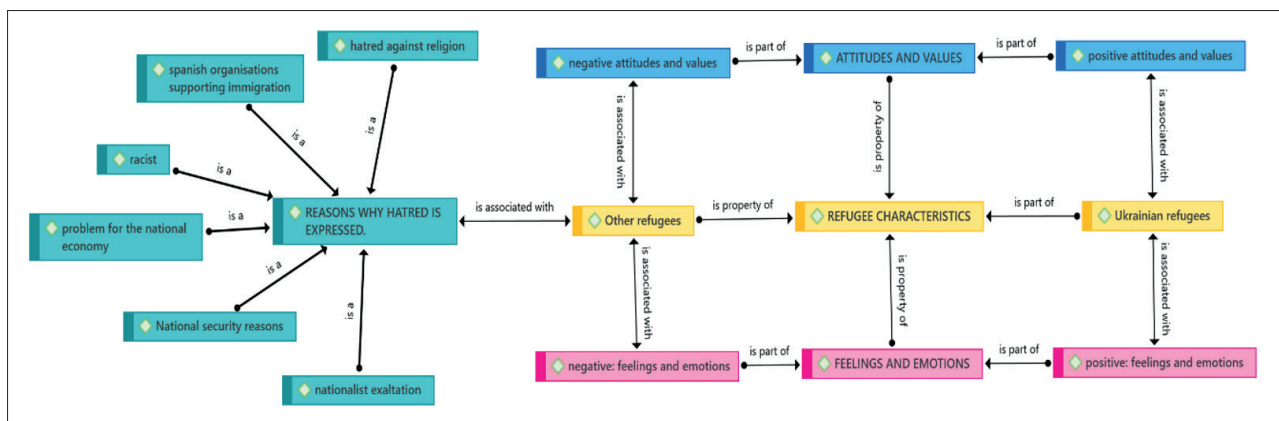 hatred against religion
is a
spanish organisations
supporting immigration
is a
racist
is a
problem for the national
economy
is a
National security reasons
is a
nationalist exaltation
is a
REASONS WHY HATRED IS
EXPRESSED.
is associated with
negative attitudes and values
is part of
ATTITUDES AND VALUES
is part of
positive attitudes and values
is associated with
is property of
is associated with
Other refugees
is property of
REFUGEE CHARACTERISTICS
is part of
Ukrainian refugees
is associated with
is property of
is associated with
negative: feelings and emotions
is part of
FEELINGS AND EMOTIONS
is part of
positive: feelings and emotions